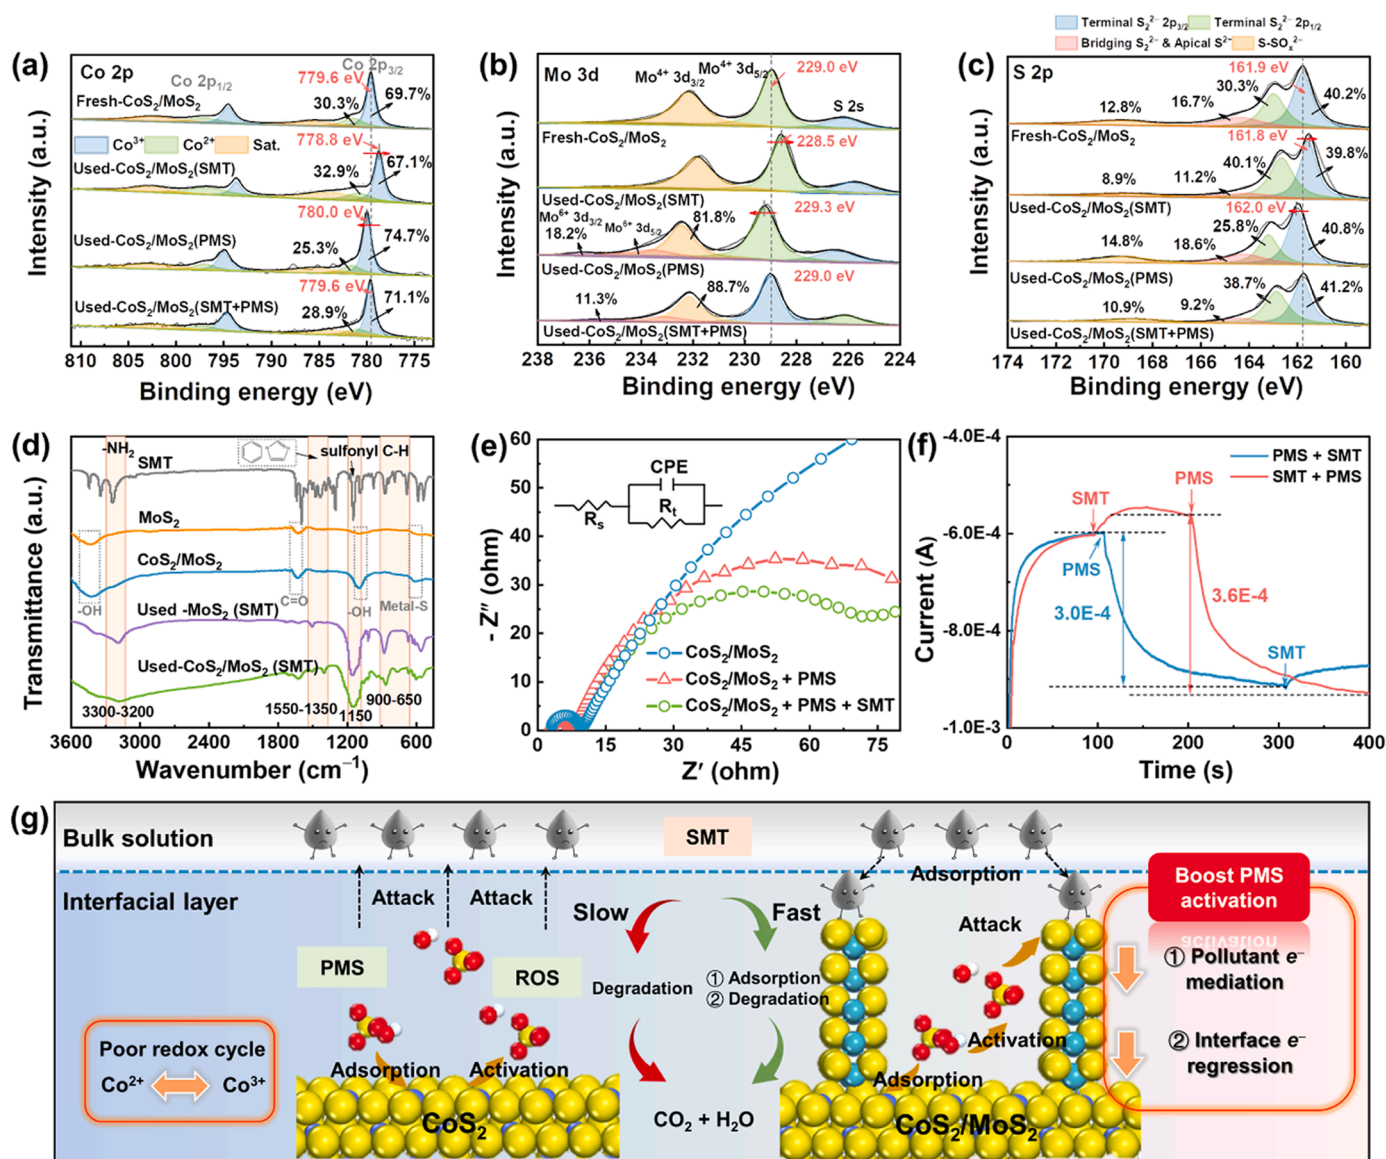 Terminal S₂²⁻ 2p₃/₂ Terminal S₂²⁻ 2p₁/₂
Bridging S₂²⁻ & Apical S²⁻ S-SOₓ²⁻
(a)
Co 2p
Co 2p₁/₂
Co 2p₃/₂
779.6 eV
30.3%
69.7%
Fresh-CoS₂/MoS₂
Co³⁺ Co²⁺ Sat.
778.8 eV
67.1%
Used-CoS₂/MoS₂(SMT)
32.9%
780.0 eV
74.7%
Used-CoS₂/MoS₂(PMS)
25.3%
779.6 eV
71.1%
Used-CoS₂/MoS₂(SMT+PMS)
28.9%
810 805 800 795 790 785 780 775
Binding energy (eV)
Intensity (a.u.)
(b)
Mo 3d
Mo⁴⁺ 3d₃/₂
Mo⁴⁺ 3d₅/₂
229.0 eV
S 2s
Fresh-CoS₂/MoS₂
228.5 eV
Used-CoS₂/MoS₂(SMT)
Mo⁶⁺ 3d₃/₂
Mo⁶⁺ 3d₅/₂
18.2%
81.8%
229.3 eV
Used-CoS₂/MoS₂(PMS)
229.0 eV
11.3%
88.7%
Used-CoS₂/MoS₂(SMT+PMS)
238 236 234 232 230 228 226 224
Binding energy (eV)
Intensity (a.u.)
(c)
S 2p
161.9 eV
30.3%
12.8%
16.7%
40.2%
Fresh-CoS₂/MoS₂
161.8 eV
40.1%
39.8%
8.9%
11.2%
Used-CoS₂/MoS₂(SMT)
162.0 eV
25.8%
14.8%
18.6%
40.8%
Used-CoS₂/MoS₂(PMS)
38.7%
10.9%
9.2%
41.2%
Used-CoS₂/MoS₂(SMT+PMS)
174 172 170 168 166 164 162 160
Binding energy (eV)
Intensity (a.u.)
(d)
-NH₂
SMT
sulfonyl C-H
MoS₂
CoS₂/MoS₂
-OH
C=O
-OH
Metal-S
Used -MoS₂ (SMT)
Used-CoS₂/MoS₂ (SMT)
3300-3200
1550-1350
1150
900-650
3600 3000 2400 1800 1200 600
Wavenumber (cm⁻¹)
Transmittance (a.u.)
(e)
60
50
40
30
20
10
0
CPE
Rₛ
Rₜ
CoS₂/MoS₂
CoS₂/MoS₂ + PMS
CoS₂/MoS₂ + PMS + SMT
0 15 30 45 60 75
Z′ (ohm)
- Z″ (ohm)
(f)
-4.0E-4
-6.0E-4
-8.0E-4
-1.0E-3
PMS + SMT
SMT + PMS
SMT
PMS
PMS
3.0E-4
3.6E-4
SMT
0 100 200 300 400
Time (s)
Current (A)
(g)
Bulk solution
SMT
Interfacial layer
Attack
Attack
PMS
ROS
Adsorption
Activation
Poor redox cycle
Co²⁺ Co³⁺
CoS₂
Slow
Fast
Degradation
① Adsorption
② Degradation
CO₂ + H₂O
Adsorption
Attack
Activation
Adsorption
CoS₂/MoS₂
Boost PMS
activation
① Pollutant e⁻
mediation
② Interface e⁻
regression